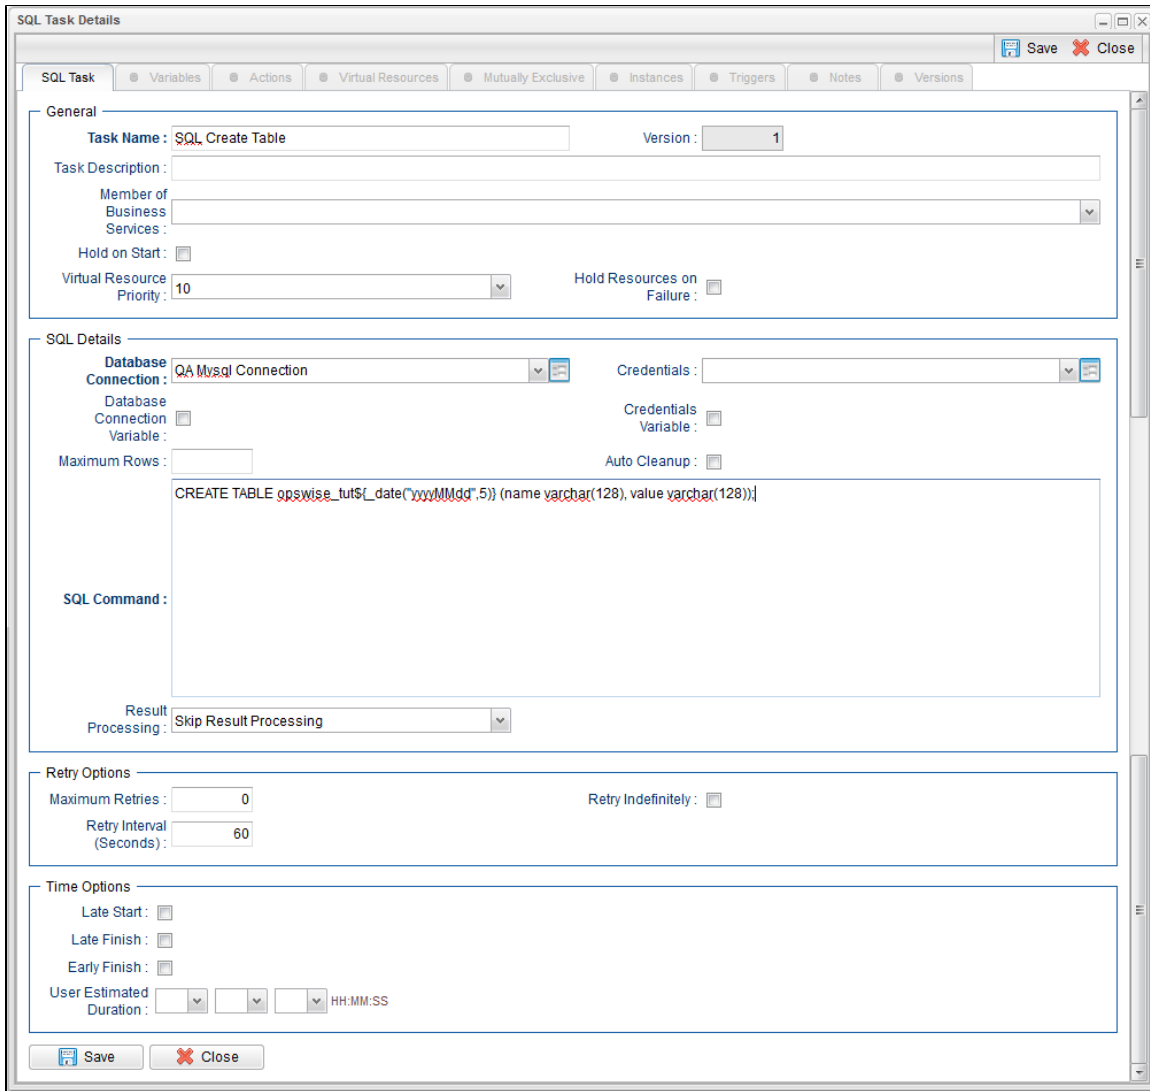 SQL Task Details
Save Close
SQL Task Variables Actions Virtual Resources Mutually Exclusive Instances Triggers Notes Versions
General
Task Name : SQL Create Table Version : 1
Task Description :
Member of
Business
Services :
Hold on Start :
Virtual Resource
Priority : 10
Hold Resources on
Failure :
SQL Details
Database
Connection : QA Mysql Connection Credentials :
Database
Connection
Variable :
Credentials
Variable :
Maximum Rows : Auto Cleanup :
CREATE TABLE opswise_tut${_date("yyyyMMdd",5)} (name varchar(128), value varchar(128));
SQL Command :
Result
Processing : Skip Result Processing
Retry Options
Maximum Retries : 0 Retry Indefinitely :
Retry Interval
(Seconds) : 60
Time Options
Late Start :
Late Finish :
Early Finish :
User Estimated
Duration : HH:MM:SS
Save Close